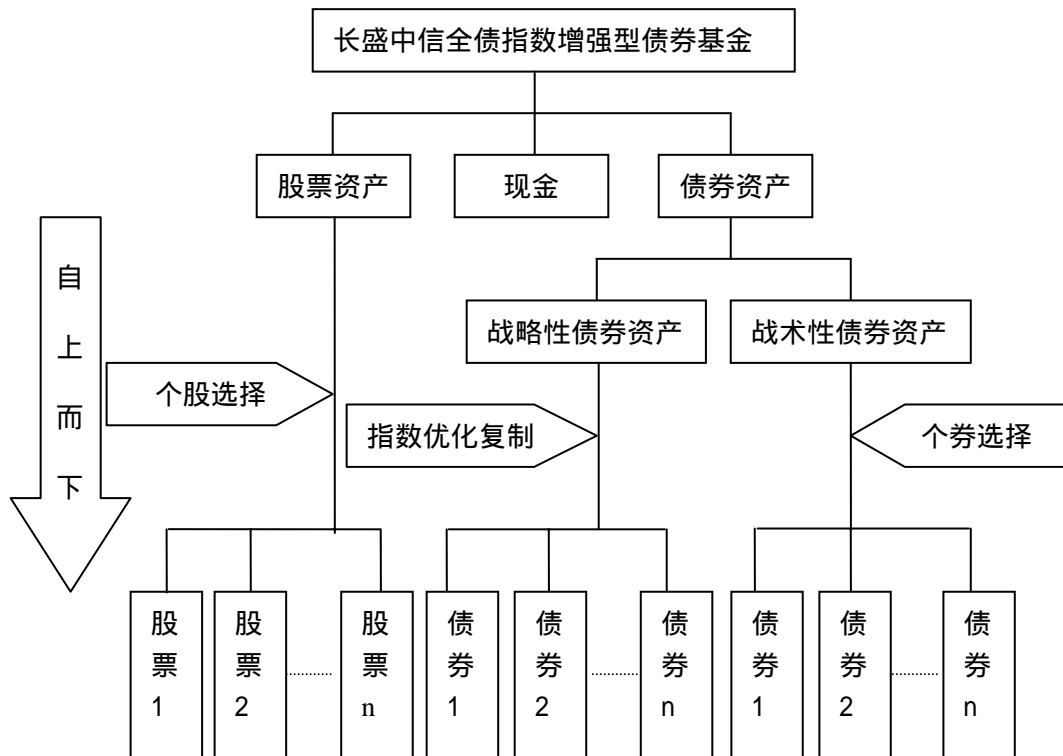 长盛中信全债指数增强型债券基金
股票资产
现金
债券资产
自上而下
战略性债券资产
战术性债券资产
个股选择
指数优化复制
个券选择
股票1
股票2
股票n
债券1
债券2
债券n
债券1
债券2
债券n